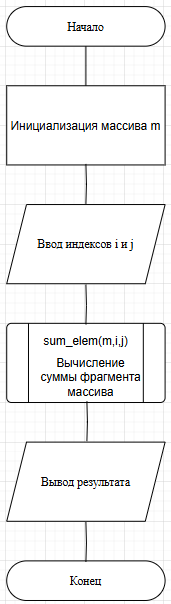 Начало
Инициализация массива m
Ввод индексов i и j
sum_elem(m,i,j)
Вычисление
суммы фрагмента
массива
Вывод результата
Конец